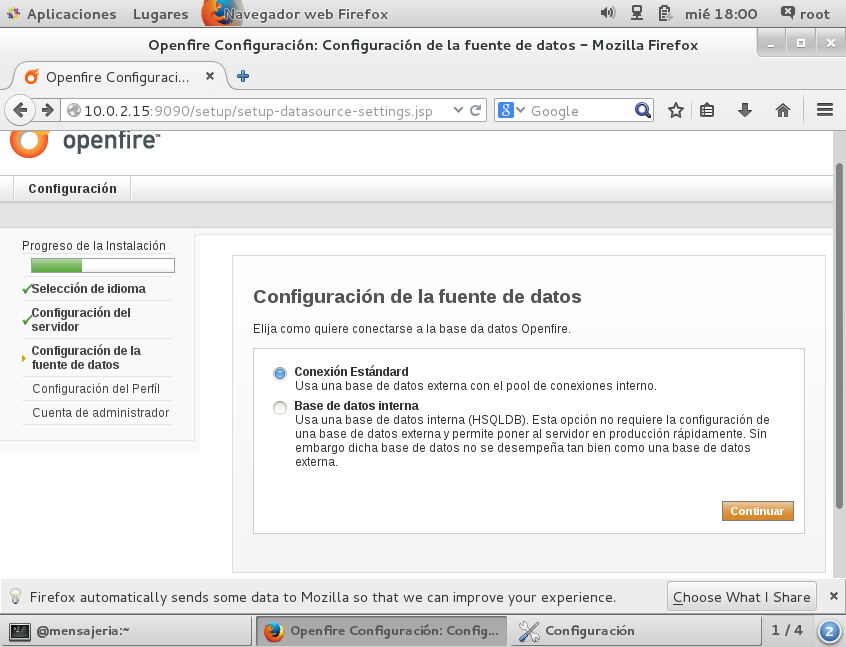 Aplicaciones Lugares Navegador web Firefox mié 18:00 root
Openfire Configuración: Configuración de la fuente de datos – Mozilla Firefox
Openfire Configuraci...
10.0.2.15:9090/setup/setup-datasource-settings.jsp
Google
openfire™
Configuración
Progreso de la Instalación
Selección de idioma
Configuración del
servidor
Configuración de la
fuente de datos
Configuración del Perfíl
Cuenta de administrador
Configuración de la fuente de datos
Elija como quiere conectarse a la base da datos Openfire.
Conexión Estándard
Usa una base de datos externa con el pool de conexiones interno.
Base de datos interna
Usa una base de datos interna (HSQLDB). Esta opción no requiere la configuración de
una base de datos externa y permite poner al servidor en producción rápidamente. Sin
embargo dicha base de datos no se desempeña tan bien como una base de datos
externa.
Continuar
Firefox automatically sends some data to Mozilla so that we can improve your experience.
Choose What I Share
@mensajeria:~
Openfire Configuración: Config...
Configuración
1 / 4
2